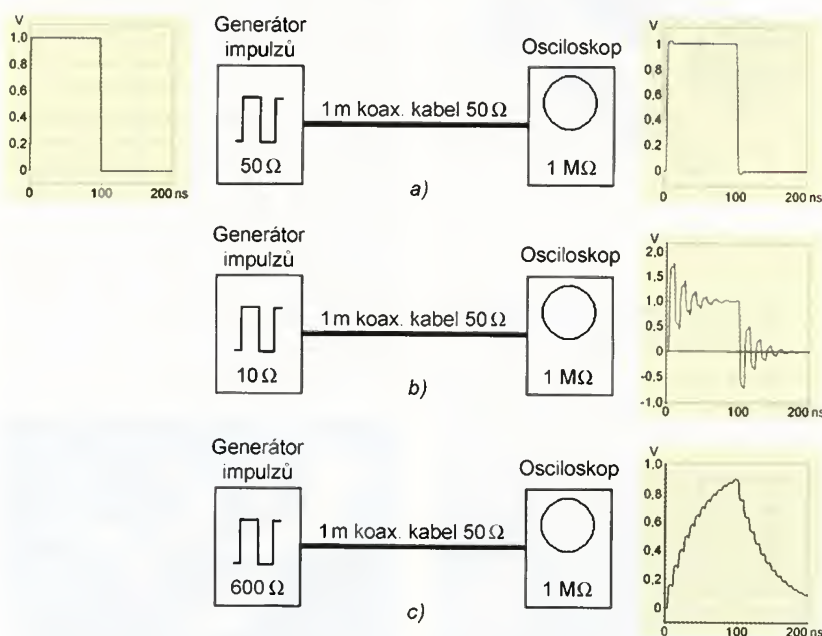 V
1,0
0.8
0.6
0.4
0.2
0
0 100 200 ns
Generátor
impulzů
50 Ω
1 m koax. kabel 50 Ω
Osciloskop
1 MΩ
a)
V
1
0.8
0.6
0.4
0.2
0
0 100 200 ns
Generátor
impulzů
10 Ω
1 m koax. kabel 50 Ω
Osciloskop
1 MΩ
b)
V
2.0
1.5
1.0
0.5
0
-0.5
-1.0
0 100 200 ns
Generátor
impulzů
600 Ω
1 m koax. kabel 50 Ω
Osciloskop
1 MΩ
c)
V
1.0
0.8
0.6
0.4
0.2
0
0 100 200 ns